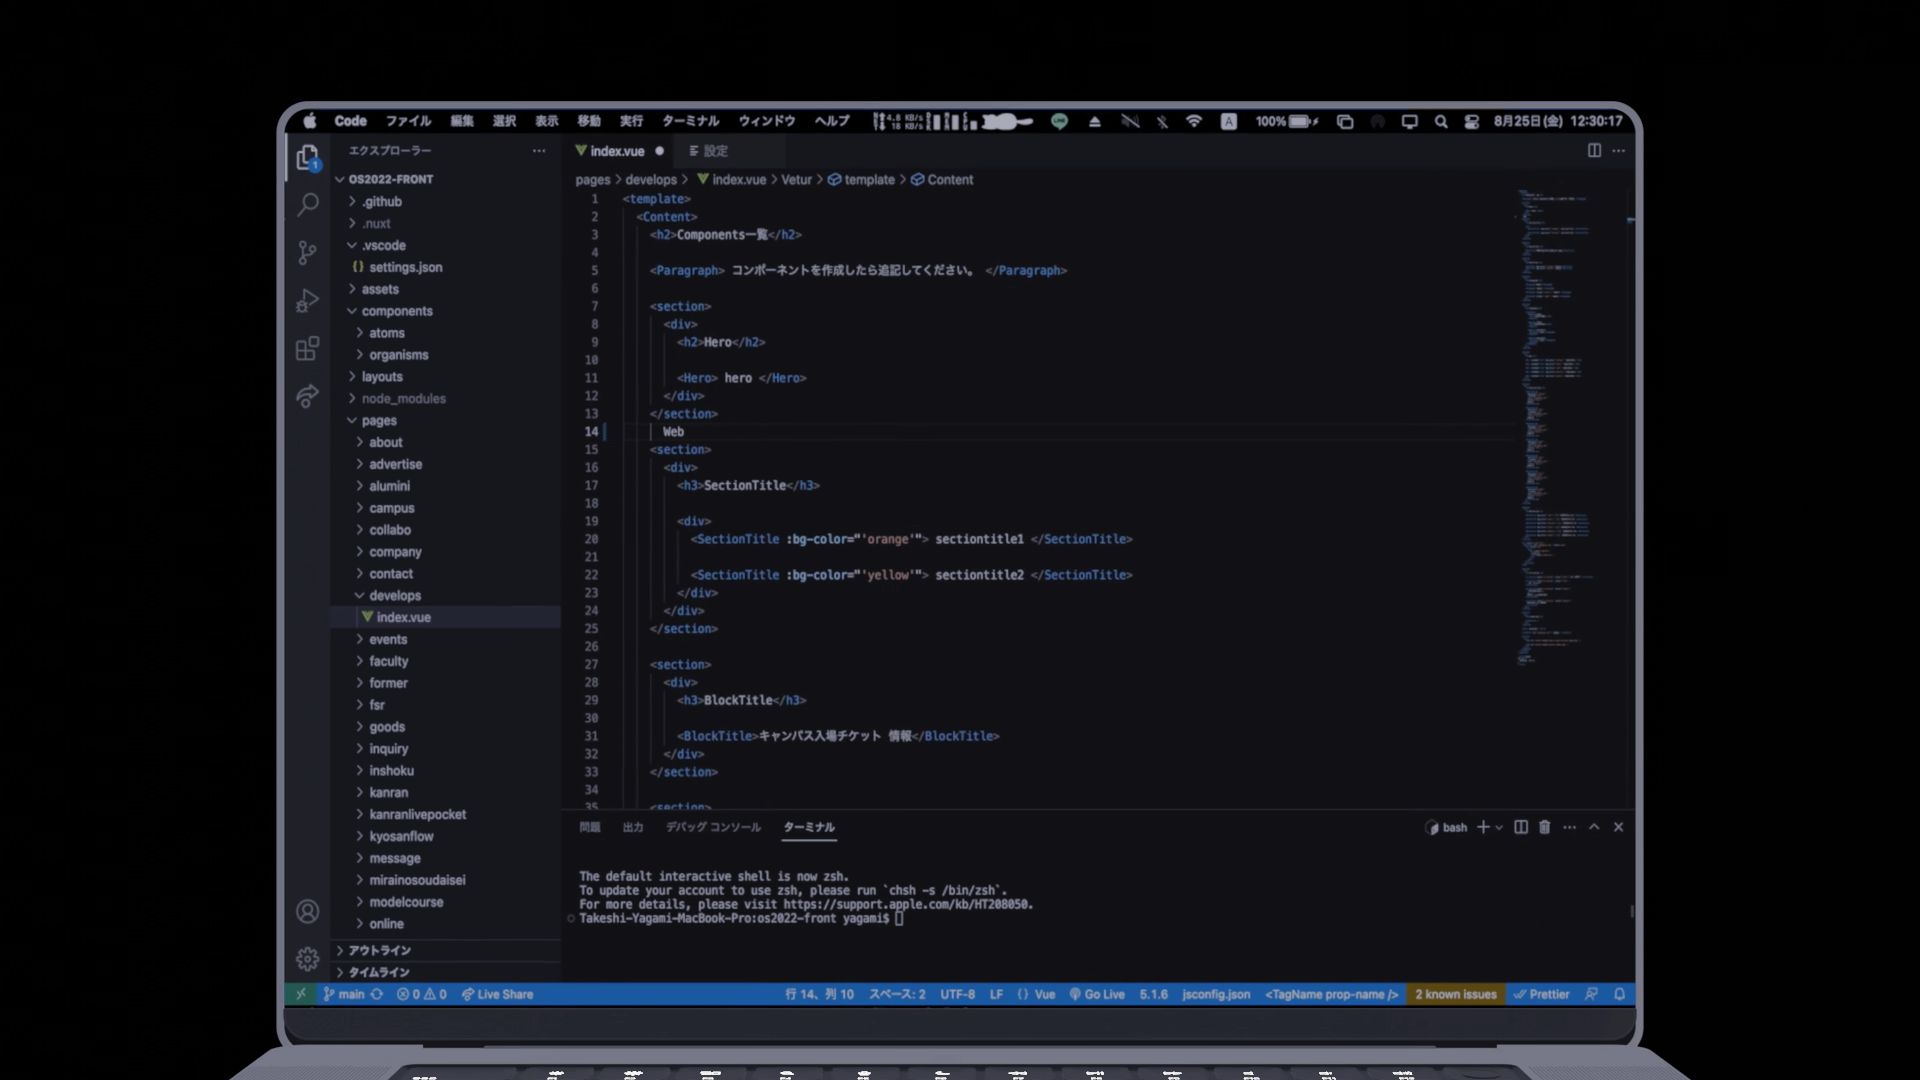 Code ファイル 編集 選択 表示 移動 実行 ターミナル ウィンドウ ヘルプ 4.8 KB/s 18 KB/s A 100% 8月25日(金) 12:30:17
エクスプローラー ···
1
OS2022-FRONT
.github
.nuxt
.vscode
{} settings.json
assets
components
atoms
organisms
layouts
node_modules
pages
about
advertise
alumini
campus
collabo
company
contact
develops
index.vue
events
faculty
former
fsr
goods
inquiry
inshoku
kanran
kanranlivepocket
kyosanflow
message
mirainosoudaisei
modelcourse
online
アウトライン
タイムライン
index.vue ● 設定
pages > develops > index.vue > Vetur > template > Content
1 <template>
2 <Content>
3 <h2>Components一覧</h2>
4
5 <Paragraph> コンポーネントを作成したら追記してください。 </Paragraph>
6
7 <section>
8 <div>
9 <h2>Hero</h2>
10
11 <Hero> hero </Hero>
12 </div>
13 </section>
14 Web
15 <section>
16 <div>
17 <h3>SectionTitle</h3>
18
19 <div>
20 <SectionTitle :bg-color="'orange'"> sectiontitle1 </SectionTitle>
21
22 <SectionTitle :bg-color="'yellow'"> sectiontitle2 </SectionTitle>
23 </div>
24 </div>
25 </section>
26
27 <section>
28 <div>
29 <h3>BlockTitle</h3>
30
31 <BlockTitle>キャンパス入場チケット 情報</BlockTitle>
32 </div>
33 </section>
34
35 <section>
問題 出力 デバッグ コンソール ターミナル bash
The default interactive shell is now zsh.
To update your account to use zsh, please run `chsh -s /bin/zsh`.
For more details, please visit https://support.apple.com/kb/HT208050.
Takeshi-Yagami-MacBook-Pro:os2022-front yagami$
main 0 0 Live Share 行 14、列 10 スペース: 2 UTF-8 LF {} Vue Go Live 5.1.6 jsconfig.json <TagName prop-name /> 2 known issues Prettier